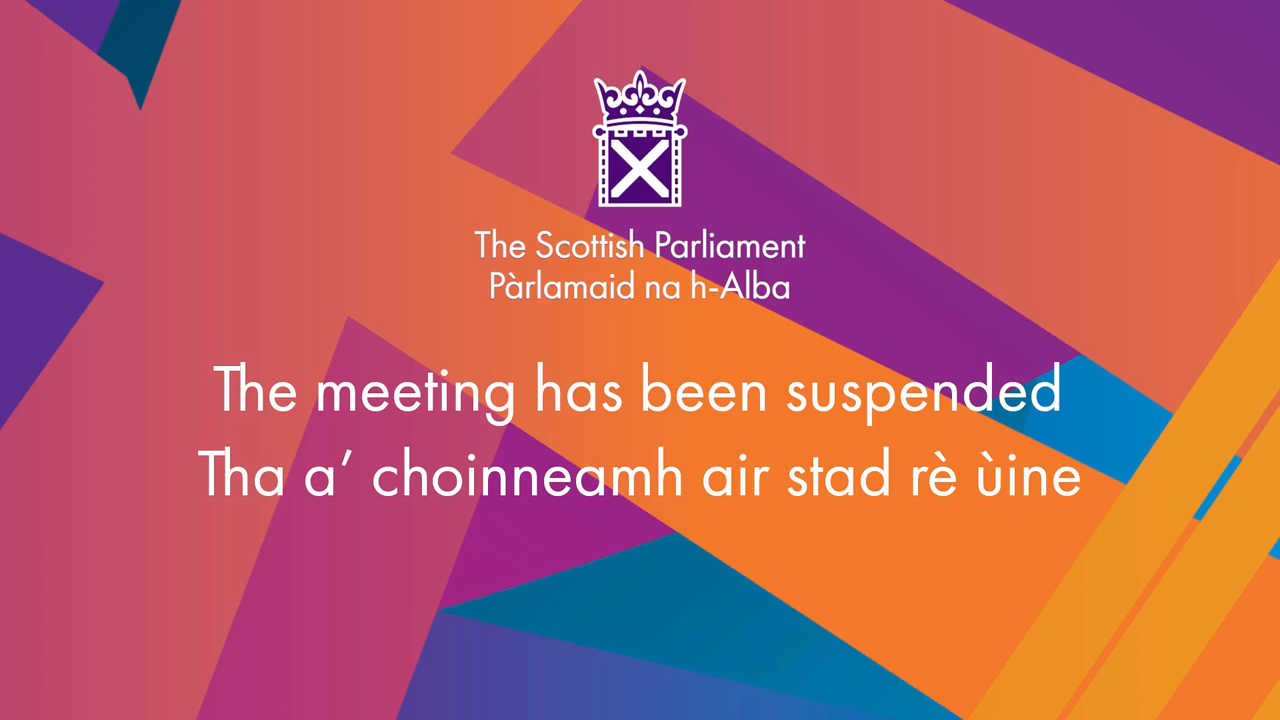 The Scottish Parliament
Pàrlamaid na h-Alba
The meeting has been suspended
Tha a’ choinneamh air stad rè ùine